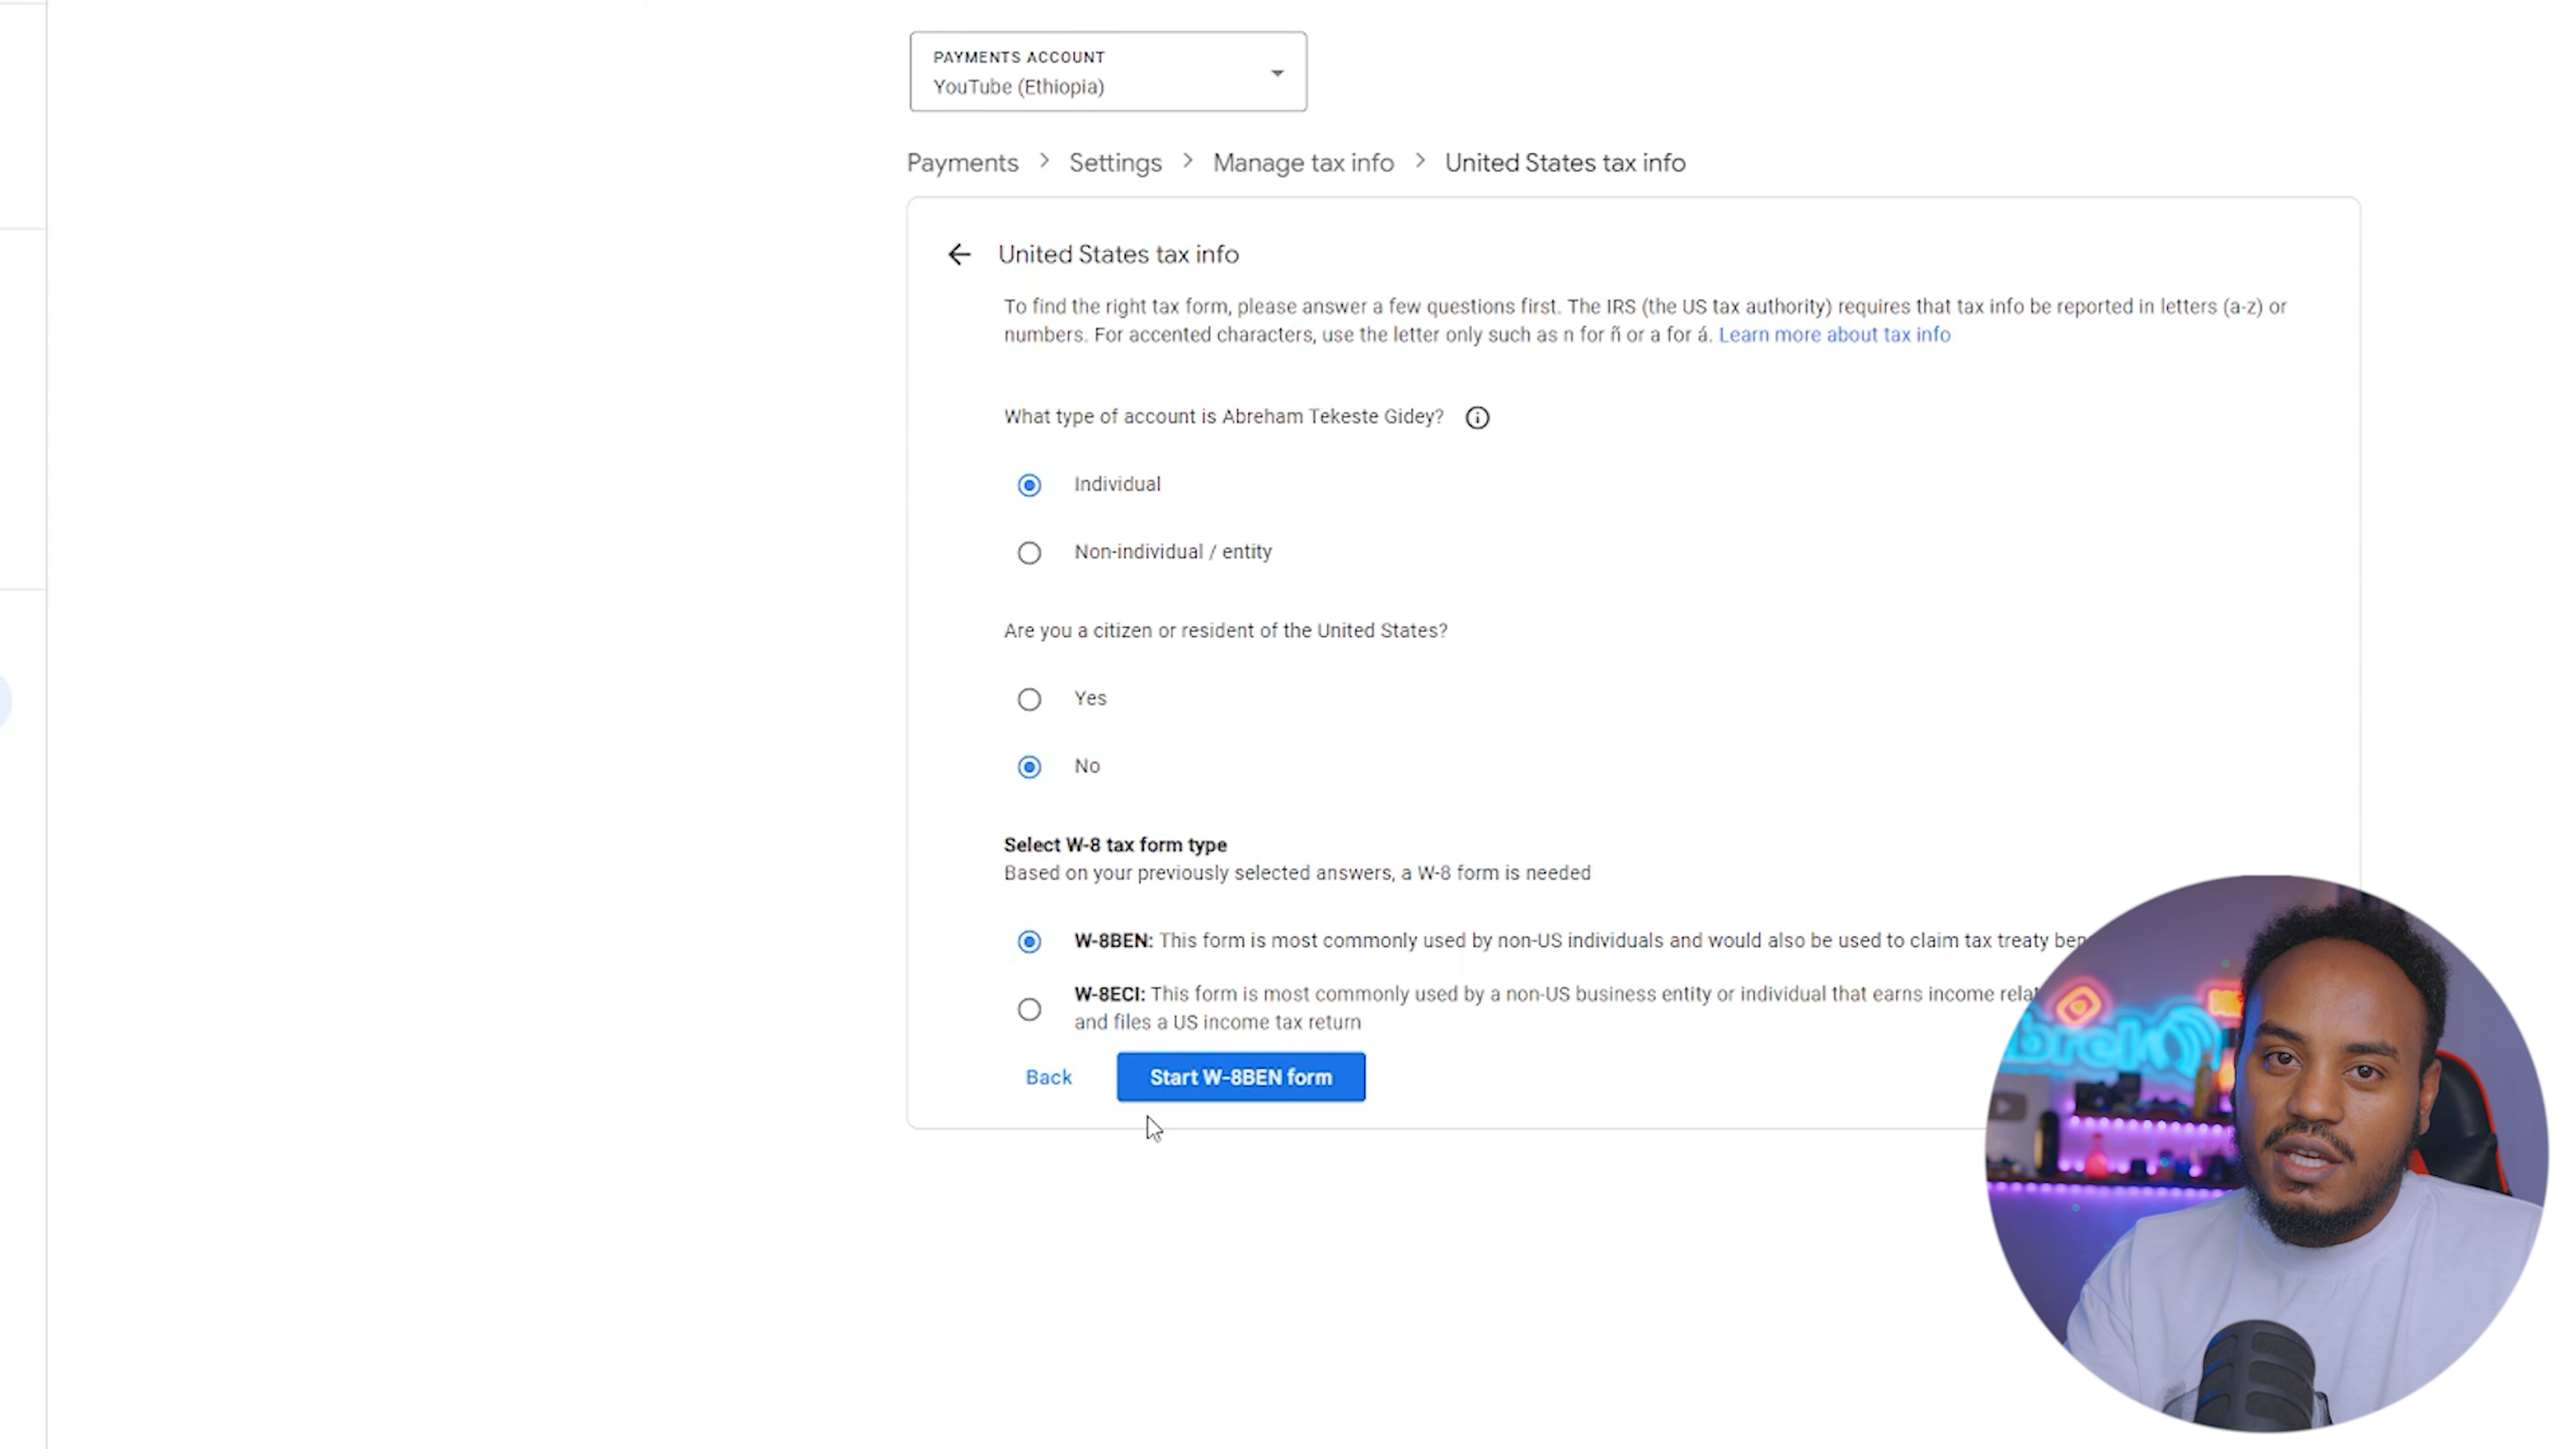 PAYMENTS ACCOUNT
YouTube (Ethiopia)
Payments > Settings > Manage tax info > United States tax info
United States tax info
To find the right tax form, please answer a few questions first. The IRS (the US tax authority) requires that tax info be reported in letters (a-z) or
numbers. For accented characters, use the letter only such as n for ñ or a for á. Learn more about tax info
What type of account is Abreham Tekeste Gidey?
Individual
Non-individual / entity
Are you a citizen or resident of the United States?
Yes
No
Select W-8 tax form type
Based on your previously selected answers, a W-8 form is needed
W-8BEN: This form is most commonly used by non-US individuals and would also be used to claim tax treaty
W-8ECI: This form is most commonly used by a non-US business entity or individual that earns income
and files a US income tax return
Back
Start W-8BEN form